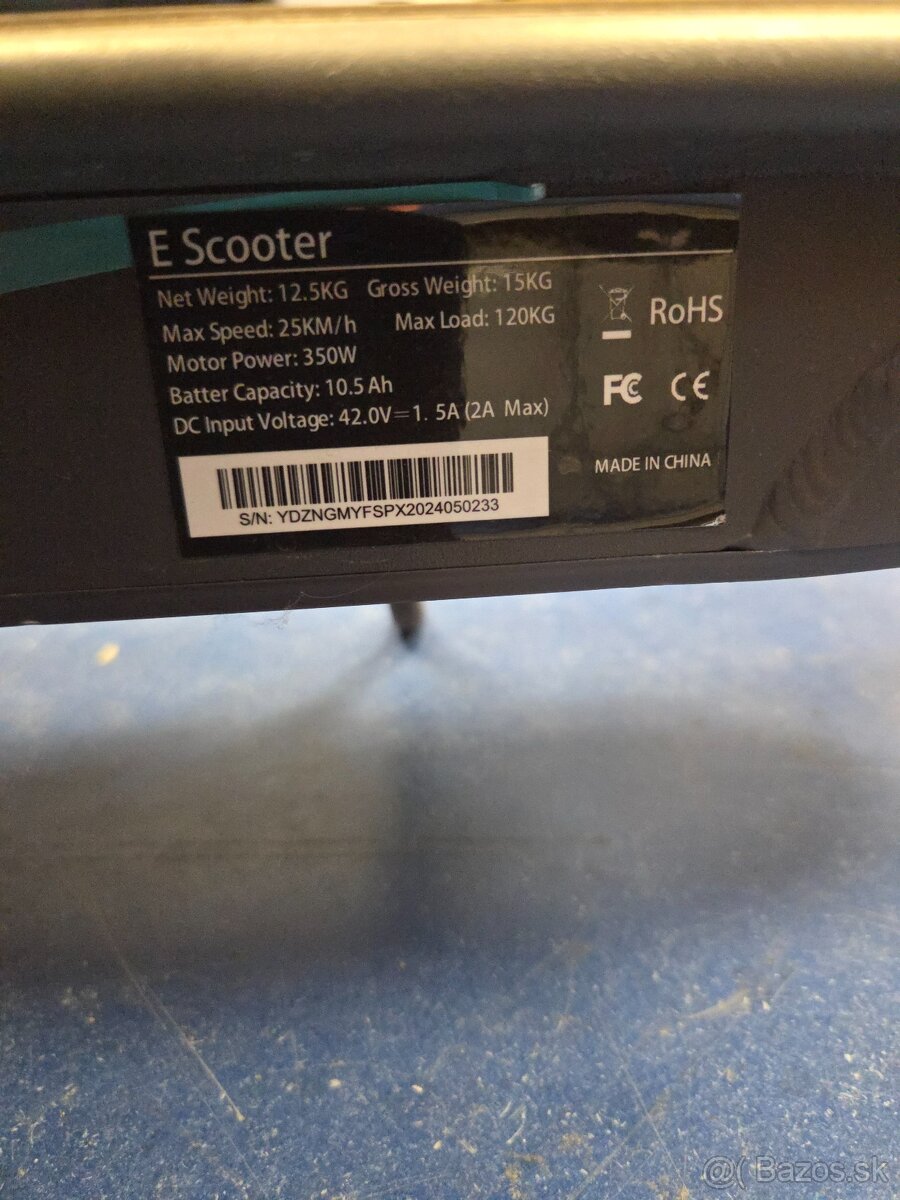 E Scooter
Net Weight: 12.5KG Gross Weight: 15KG
Max Speed: 25KM/h Max Load: 120KG
Motor Power: 350W
Batter Capacity: 10.5 Ah
DC Input Voltage: 42.0V⎓1. 5A (2A Max)
S/N: YDZNGMYFSPX2024050233
RoHS
FC CE
MADE IN CHINA
@( Bazos.sk